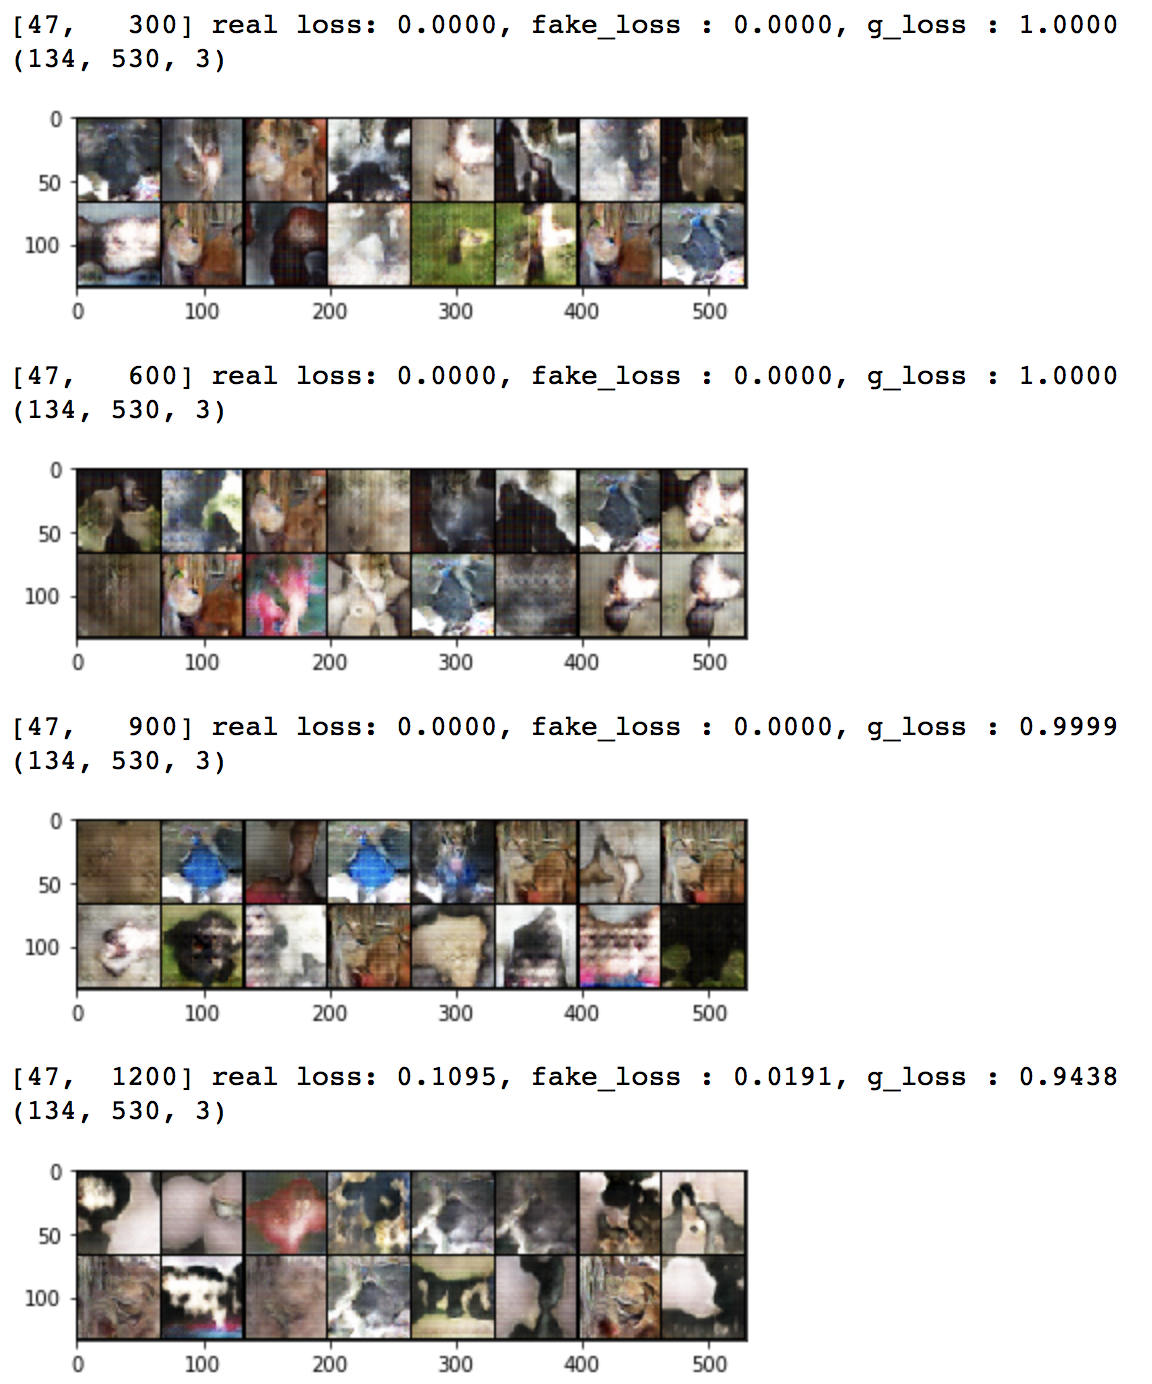 [47,   300] real loss: 0.0000, fake_loss : 0.0000, g_loss : 1.0000
(134, 530, 3)
0
50
100
0 100 200 300 400 500
[47,   600] real loss: 0.0000, fake_loss : 0.0000, g_loss : 1.0000
(134, 530, 3)
0
50
100
0 100 200 300 400 500
[47,   900] real loss: 0.0000, fake_loss : 0.0000, g_loss : 0.9999
(134, 530, 3)
0
50
100
0 100 200 300 400 500
[47,  1200] real loss: 0.1095, fake_loss : 0.0191, g_loss : 0.9438
(134, 530, 3)
0
50
100
0 100 200 300 400 500